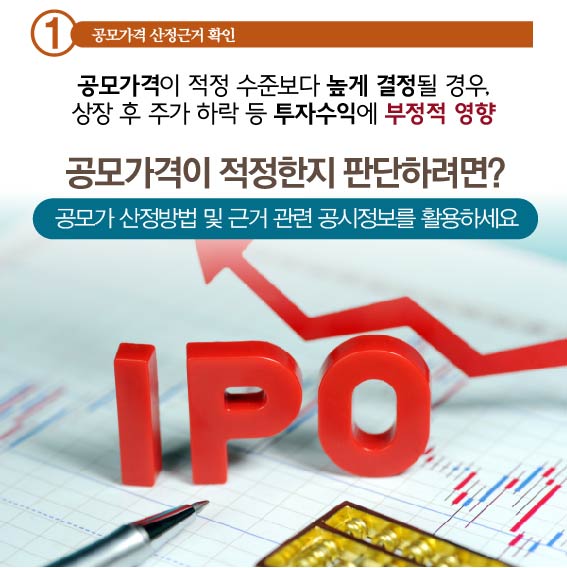 1 공모가격 산정근거 확인
공모가격이 적정 수준보다 높게 결정될 경우,
상장 후 주가 하락 등 투자수익에 부정적 영향
공모가격이 적정한지 판단하려면?
공모가 산정방법 및 근거 관련 공시정보를 활용하세요
IPO